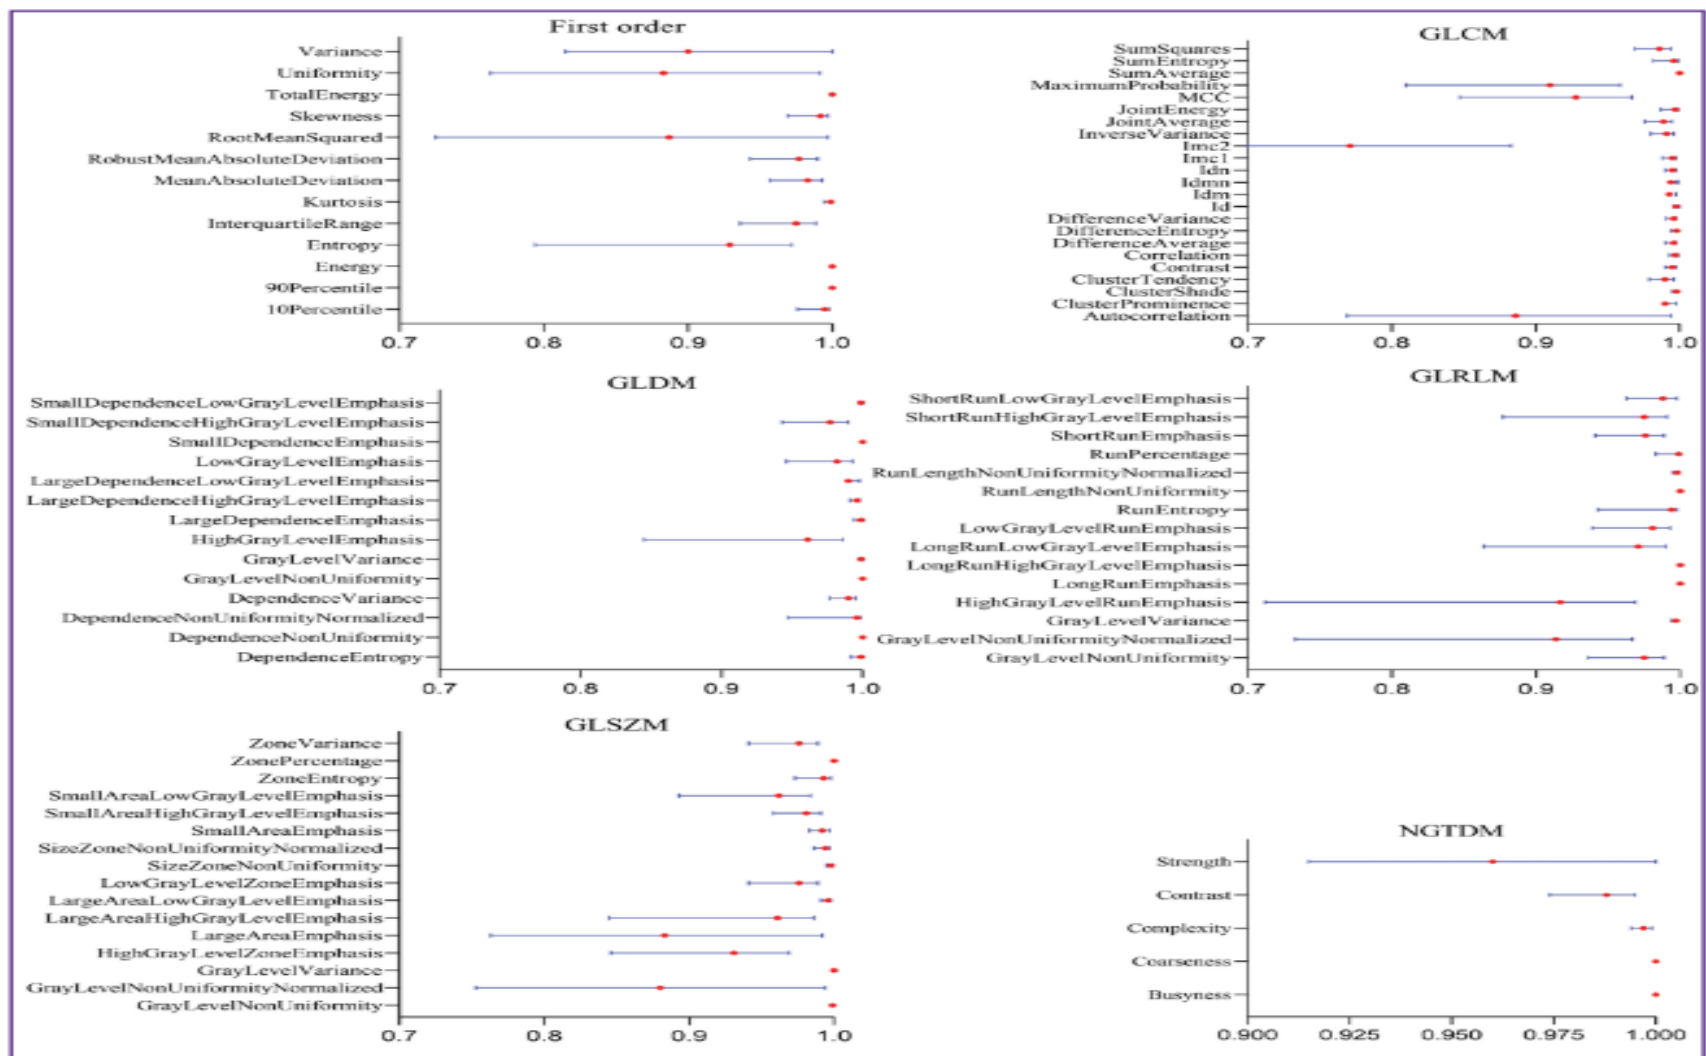 First order
Variance
Uniformity
TotalEnergy
Skewness
RootMeanSquared
RobustMeanAbsoluteDeviation
MeanAbsoluteDeviation
Kurtosis
InterquartileRange
Entropy
Energy
90Percentile
10Percentile
0.7 0.8 0.9 1.0
GLCM
SumSquares
SumEntropy
SumAverage
MaximumProbability
MCC
JointEnergy
JointAverage
InverseVariance
Imc2
Imc1
Idn
Idmn
Idm
Id
DifferenceVariance
DifferenceEntropy
DifferenceAverage
Correlation
Contrast
ClusterTendency
ClusterShade
ClusterProminence
Autocorrelation
0.7 0.8 0.9 1.0
GLDM
SmallDependenceLowGrayLevelEmphasis
SmallDependenceHighGrayLevelEmphasis
SmallDependenceEmphasis
LowGrayLevelEmphasis
LargeDependenceLowGrayLevelEmphasis
LargeDependenceHighGrayLevelEmphasis
LargeDependenceEmphasis
HighGrayLevelEmphasis
GrayLevelVariance
GrayLevelNonUniformity
DependenceVariance
DependenceNonUniformityNormalized
DependenceNonUniformity
DependenceEntropy
0.7 0.8 0.9 1.0
GLRLM
ShortRunLowGrayLevelEmphasis
ShortRunHighGrayLevelEmphasis
ShortRunEmphasis
RunPercentage
RunLengthNonUniformityNormalized
RunLengthNonUniformity
RunEntropy
LowGrayLevelRunEmphasis
LongRunLowGrayLevelEmphasis
LongRunHighGrayLevelEmphasis
LongRunEmphasis
HighGrayLevelRunEmphasis
GrayLevelVariance
GrayLevelNonUniformityNormalized
GrayLevelNonUniformity
0.7 0.8 0.9 1.0
GLSZM
ZoneVariance
ZonePercentage
ZoneEntropy
SmallAreaLowGrayLevelEmphasis
SmallAreaHighGrayLevelEmphasis
SmallAreaEmphasis
SizeZoneNonUniformityNormalized
SizeZoneNonUniformity
LowGrayLevelZoneEmphasis
LargeAreaLowGrayLevelEmphasis
LargeAreaHighGrayLevelEmphasis
LargeAreaEmphasis
HighGrayLevelZoneEmphasis
GrayLevelVariance
GrayLevelNonUniformityNormalized
GrayLevelNonUniformity
0.7 0.8 0.9 1.0
NGTDM
Strength
Contrast
Complexity
Coarseness
Busyness
0.900 0.925 0.950 0.975 1.000